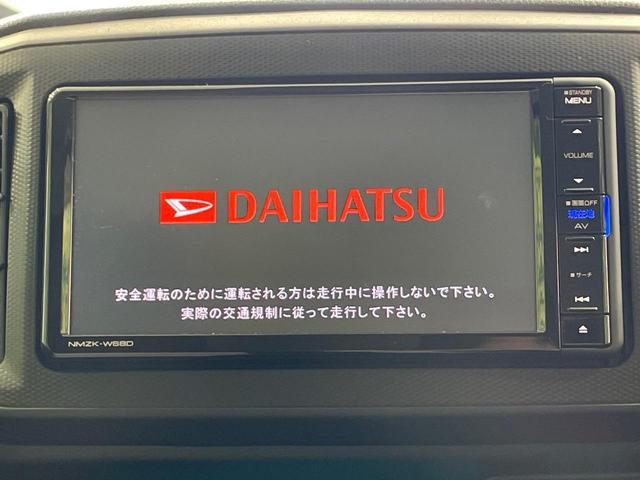 DAIHATSU
安全運転のために運転される方は走行中に操作しないで下さい。
実際の交通規制に従って走行して下さい。
NMZK-W68D
STANDBY
MENU
VOLUME
画面OFF
現在地
AV
サーチ